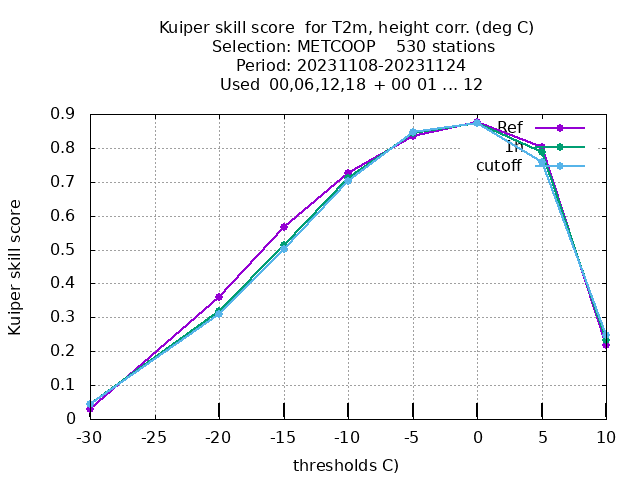 Kuiper skill score  for T2m, height corr. (deg C)
Selection: METCOOP    530 stations
Period: 20231108-20231124
Used  00,06,12,18  + 00 01 ... 12
Kuiper skill score
0.9
0.8
0.7
0.6
0.5
0.4
0.3
0.2
0.1
0
Ref
1h
cutoff
-30 -25 -20 -15 -10 -5 0 5 10
thresholds C)